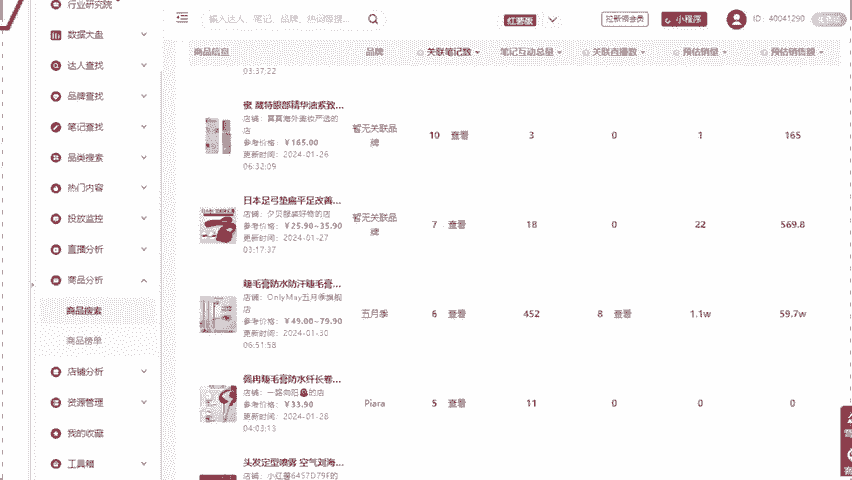 行业研究院
数据大盘
达人查找
品牌查找
笔记查找
品类搜索
热门内容
投放监控
直播分析
商品分析
商品搜索
商品榜单
店铺分析
资源管理
我的收藏
工具箱
输入达人、笔记、品牌、热词等搜...
红薯版
拉新领会员
小程序
ID: 40041290
免费版
商品信息
品牌
关联笔记数
笔记互动总量
关联直播数
预估销量
预估销售额
03:37:22
店铺:真真海外美妆严选的
店
参考价格:¥165.00
更新时间:2024-01-26
06:32:09
暂无关联品
牌
10 查看
3
0
1
165
日本足弓垫扁平足改善...
店铺:夕贝服装好物的店
参考价格:¥25.90~35.90
更新时间:2024-01-27
03:17:37
暂无关联品
牌
7 查看
18
0
22
569.8
睫毛膏防水防汗睫毛膏...
店铺:OnlyMay五月季旗舰
店
参考价格:¥49.00~79.90
更新时间:2024-01-30
06:51:58
五月季
6 查看
452
8 查看
1.1w
59.7w
佩冉睫毛膏防水纤长卷...
店铺:一路向阳的店
参考价格:¥33.90
更新时间:2024-01-28
04:03:13
Piara
5 查看
11
0
0
0
头发定型喷雾 空气刘海...
店铺:小红薯6457D79F的